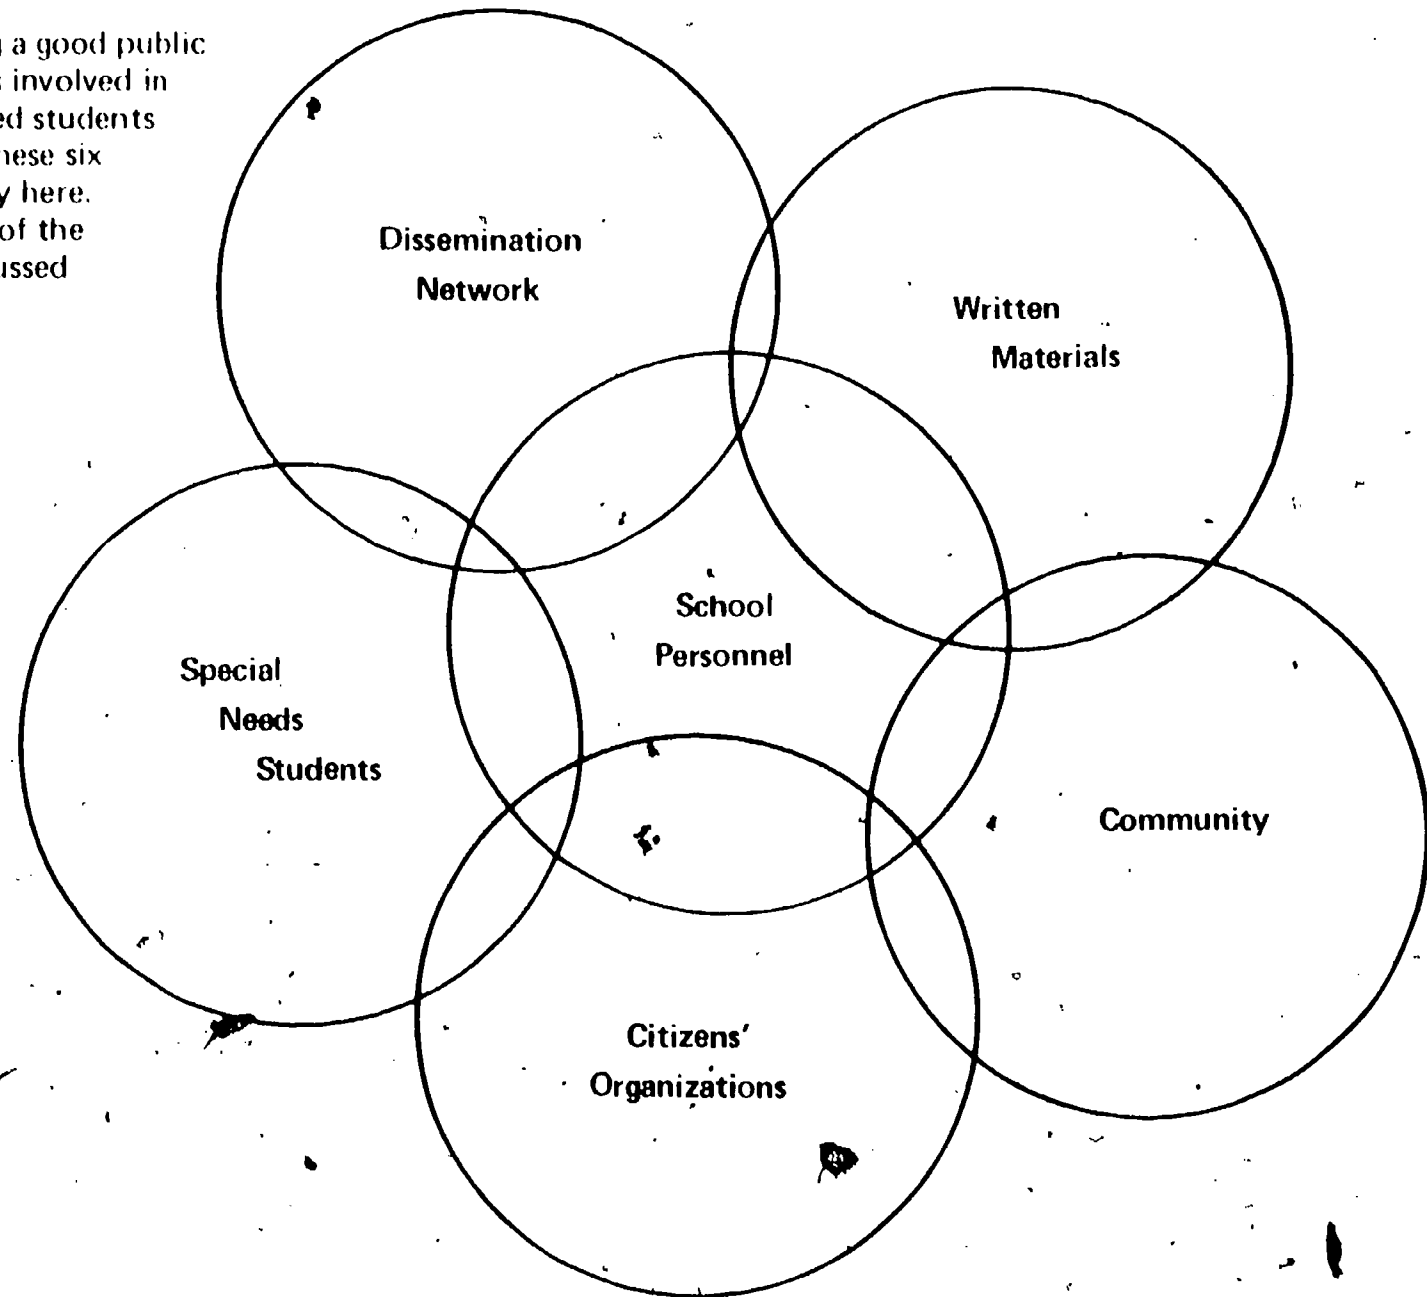 a good public
involved in
ed students
hese six
y here.
of the
ussed
Dissemination
Network
Written
Materials
School
Personnel
Special
Needs
Students
Community
Citizens'
Organizations